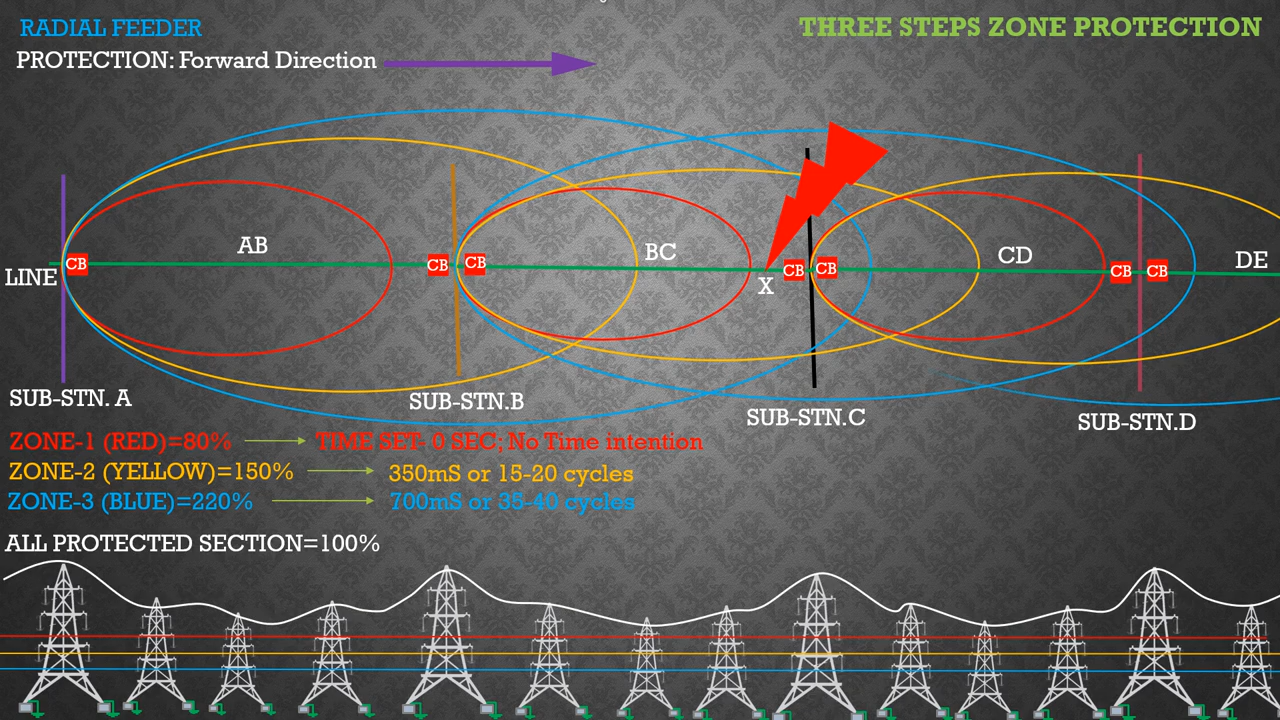 RADIAL FEEDER
THREE STEPS ZONE PROTECTION
PROTECTION: Forward Direction
AB
BC
CD
DE
LINE
CB
CB
CB
CB
CB
CB
CB
X
SUB-STN. A
SUB-STN.B
SUB-STN.C
SUB-STN.D
ZONE-1 (RED)=80% TIME SET- 0 SEC; No Time intention
ZONE-2 (YELLOW)=150% 350mS or 15-20 cycles
ZONE-3 (BLUE)=220% 700mS or 35-40 cycles
ALL PROTECTED SECTION=100%